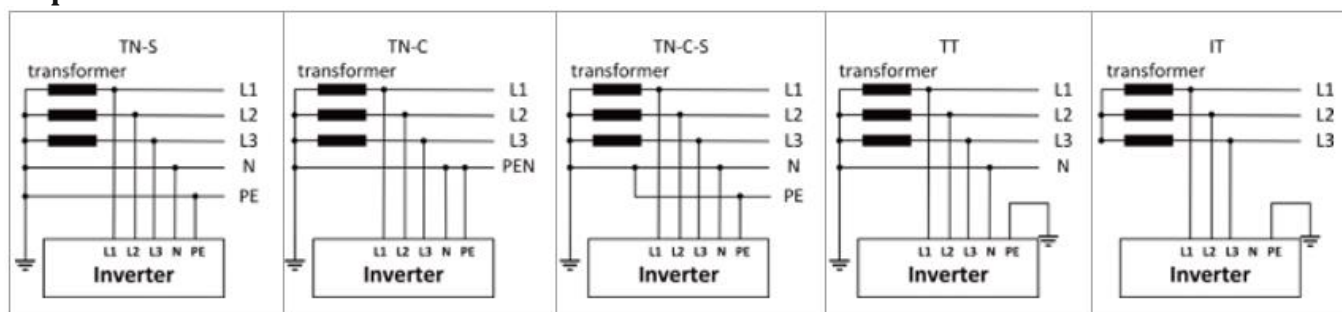 TN-S
transformer
L1
L2
L3
N
PE
L1 L2 L3 N PE
Inverter
TN-C
transformer
L1
L2
L3
PEN
L1 L2 L3 N PE
Inverter
TN-C-S
transformer
L1
L2
L3
N
PE
L1 L2 L3 N PE
Inverter
TT
transformer
L1
L2
L3
N
L1 L2 L3 N PE
Inverter
IT
transformer
L1
L2
L3
L1 L2 L3 N PE
Inverter